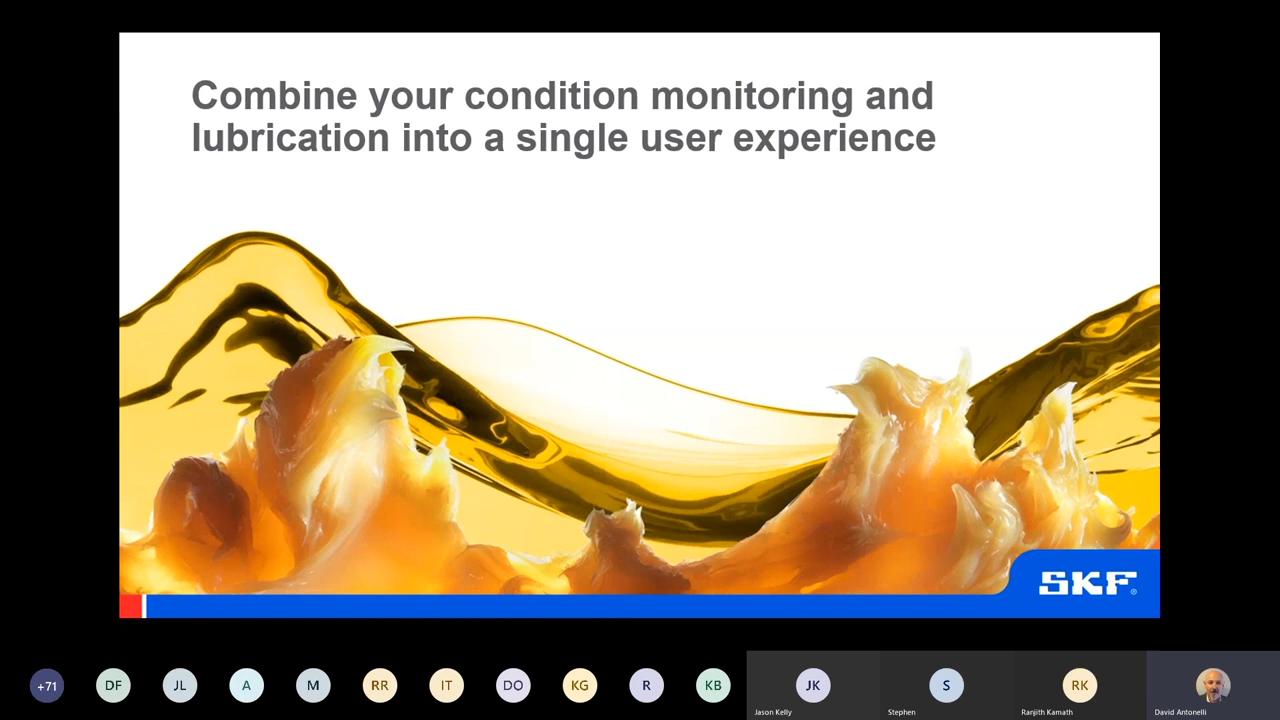 Combine your condition monitoring and
lubrication into a single user experience
SKF®
+71
DF
JL
A
M
RR
IT
DO
KG
R
KB
JK
S
RK
Jason Kelly
Stephen
Ranjith Kamath
David Antonelli